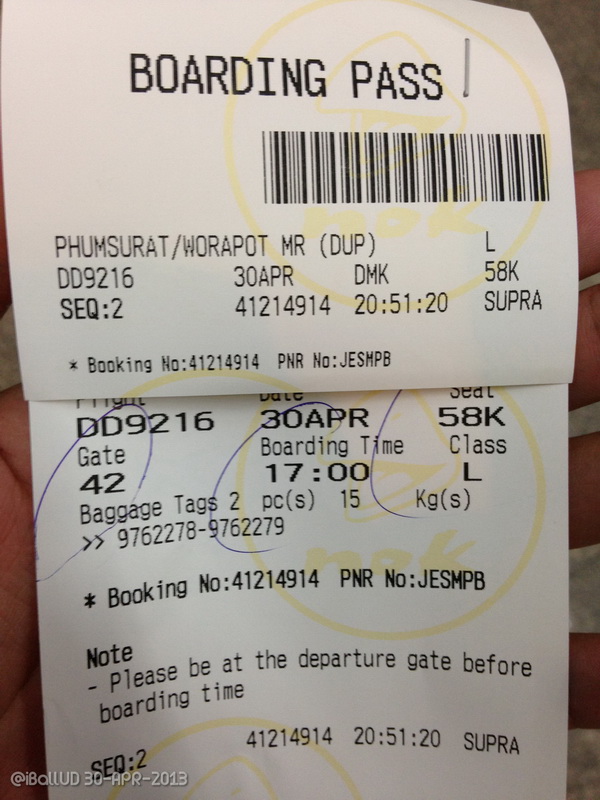 BOARDING PASS
nok
PHUMSURAT/WORAPOT MR (DUP) L
DD9216 30APR DMK 58K
SEQ:2 41214914 20:51:20 SUPRA
* Booking No:41214914 PNR No:JESMPB
Flight Date Seat
DD9216 30APR 58K
Gate Boarding Time Class
42 17:00 L
Baggage Tags 2 pc(s) 15 Kg(s)
>> 9762278-9762279
nok
* Booking No:41214914 PNR No:JESMPB
Note
- Please be at the departure gate before
boarding time
41214914 20:51:20 SUPRA
SEQ:2
@iBallUD 30-APR-2013